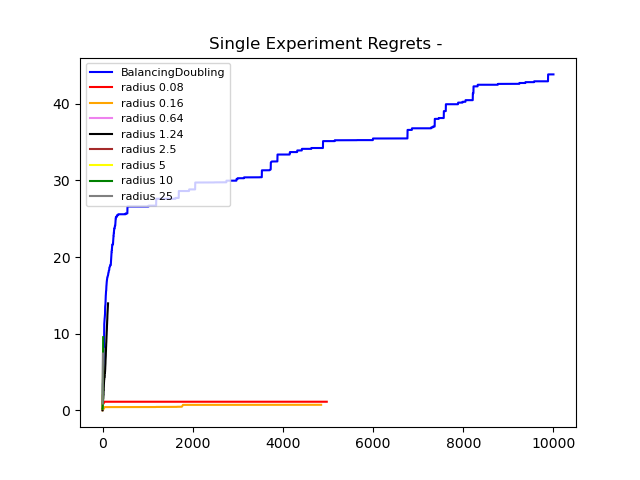 Single Experiment Regrets -
BalancingDoubling
radius 0.08
radius 0.16
radius 0.64
radius 1.24
radius 2.5
radius 5
radius 10
radius 25
40
30
20
10
0
0 2000 4000 6000 8000 10000